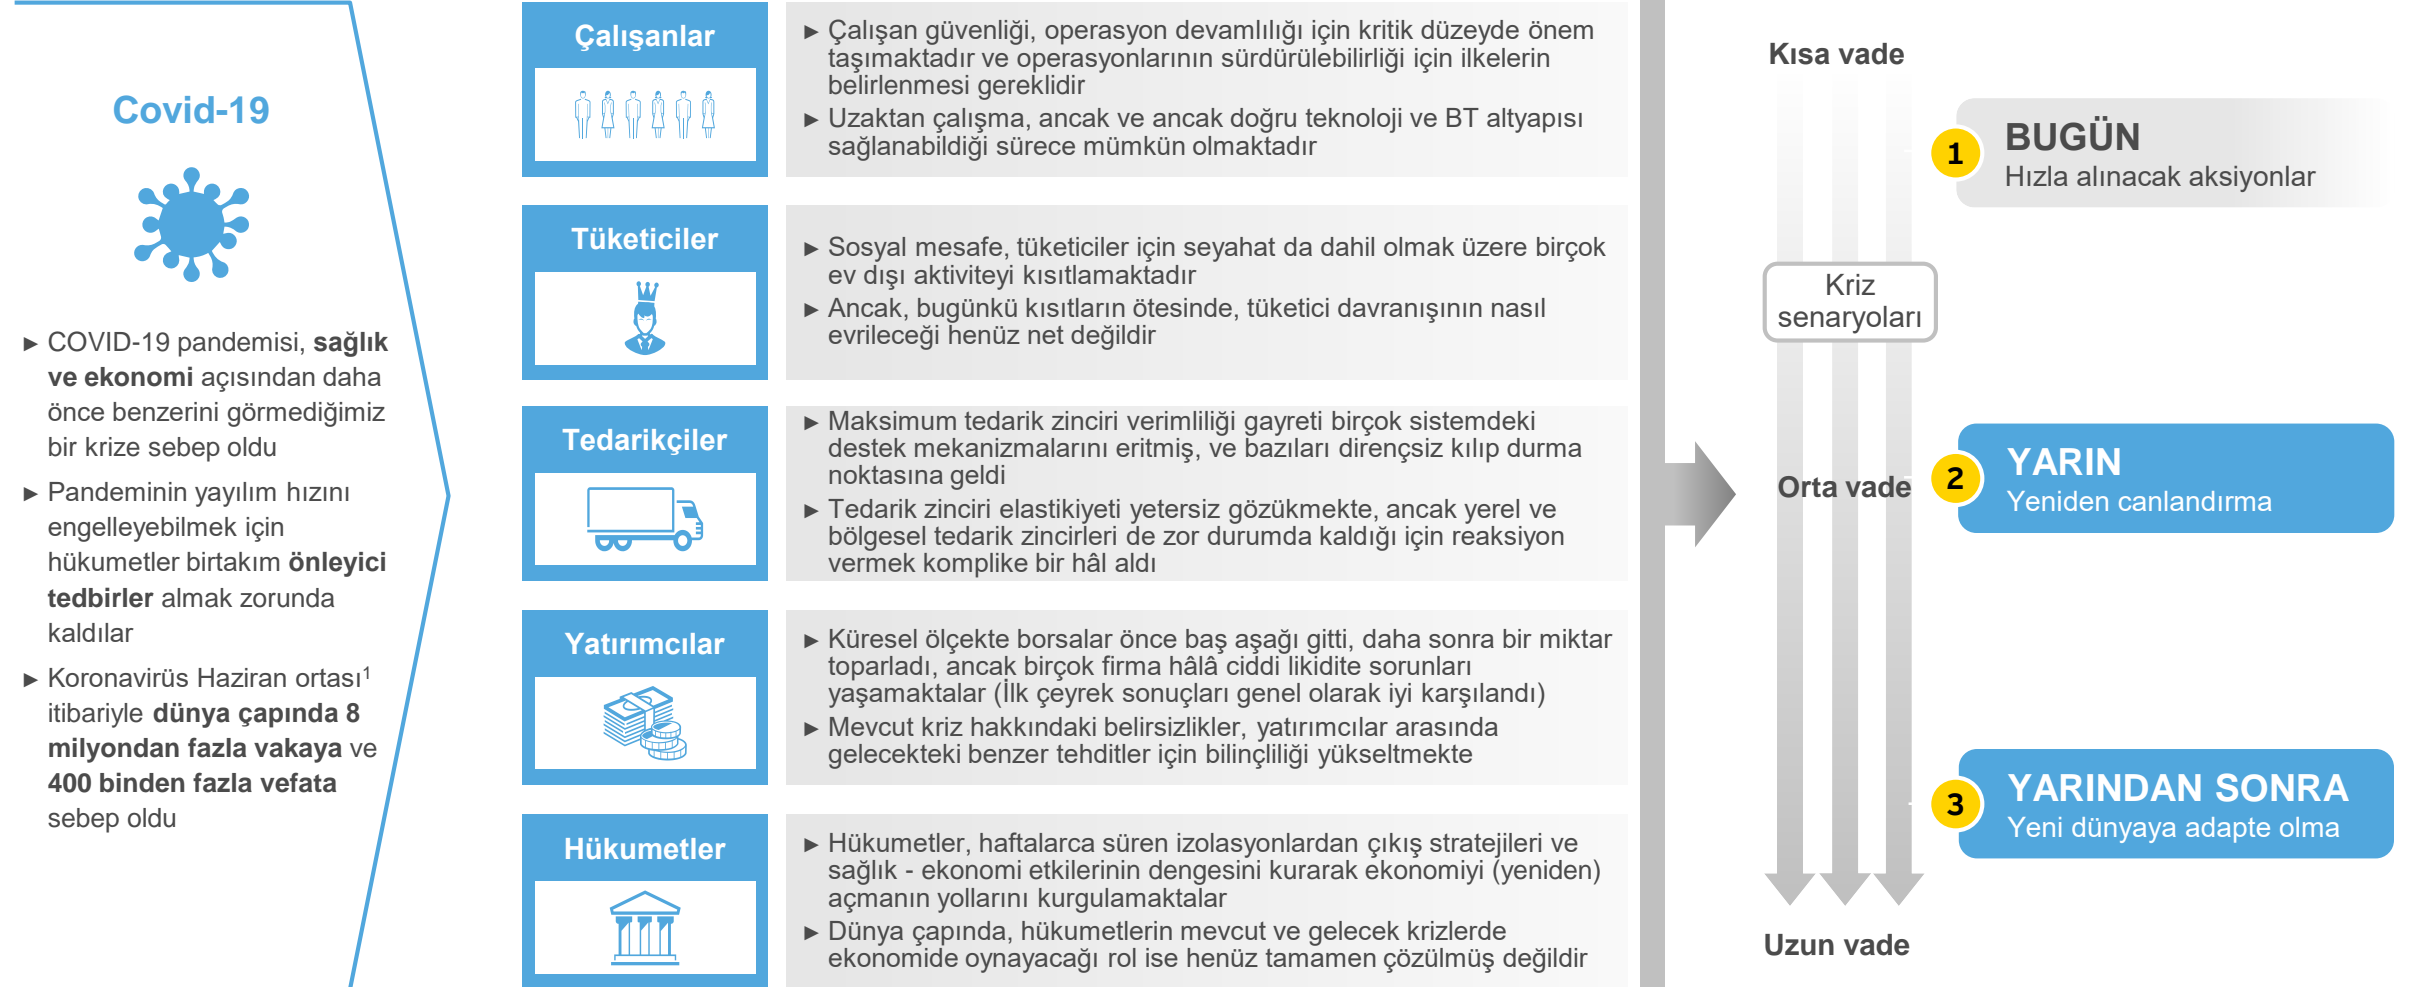 Covid-19
► COVID-19 pandemisi, sağlık
ve ekonomi açısından daha
önce benzerini görmediğimiz
bir krize sebep oldu
► Pandeminin yayılım hızını
engelleyebilmek için
hükumetler birtakım önleyici
tedbirler almak zorunda
kaldılar
► Koronavirüs Haziran ortası¹
itibariyle dünya çapında 8
milyondan fazla vakaya ve
400 binden fazla vefata
sebep oldu
Çalışanlar
► Çalışan güvenliği, operasyon devamlılığı için kritik düzeyde önem
taşımaktadır ve operasyonlarının sürdürülebilirliği için ilkelerin
belirlenmesi gereklidir
► Uzaktan çalışma, ancak ve ancak doğru teknoloji ve BT altyapısı
sağlanabildiği sürece mümkün olmaktadır
Tüketiciler
► Sosyal mesafe, tüketiciler için seyahat da dahil olmak üzere birçok
ev dışı aktiviteyi kısıtlamaktadır
► Ancak, bugünkü kısıtların ötesinde, tüketici davranışının nasıl
evrileceği henüz net değildir
Tedarikçiler
► Maksimum tedarik zinciri verimliliği gayreti birçok sistemdeki
destek mekanizmalarını eritmiş, ve bazıları dirençsiz kılıp durma
noktasına geldi
► Tedarik zinciri elastikiyeti yetersiz gözükmekte, ancak yerel ve
bölgesel tedarik zincirleri de zor durumda kaldığı için reaksiyon
vermek komplike bir hâl aldı
Yatırımcılar
► Küresel ölçekte borsalar önce baş aşağı gitti, daha sonra bir miktar
toparladı, ancak birçok firma hâlâ ciddi likidite sorunları
yaşamaktalar (İlk çeyrek sonuçları genel olarak iyi karşılandı)
► Mevcut kriz hakkındaki belirsizlikler, yatırımcılar arasında
gelecekteki benzer tehditler için bilinçliliği yükseltmekte
Hükumetler
► Hükumetler, haftalarca süren izolasyonlardan çıkış stratejileri ve
sağlık - ekonomi etkilerinin dengesini kurarak ekonomiyi (yeniden)
açmanın yollarını kurgulamaktalar
► Dünya çapında, hükumetlerin mevcut ve gelecek krizlerde
ekonomide oynayacağı rol ise henüz tamamen çözülmüş değildir
Kısa vade
Kriz
senaryoları
Orta vade
Uzun vade
1
BUGÜN
Hızla alınacak aksiyonlar
2
YARIN
Yeniden canlandırma
3
YARINDAN SONRA
Yeni dünyaya adapte olma